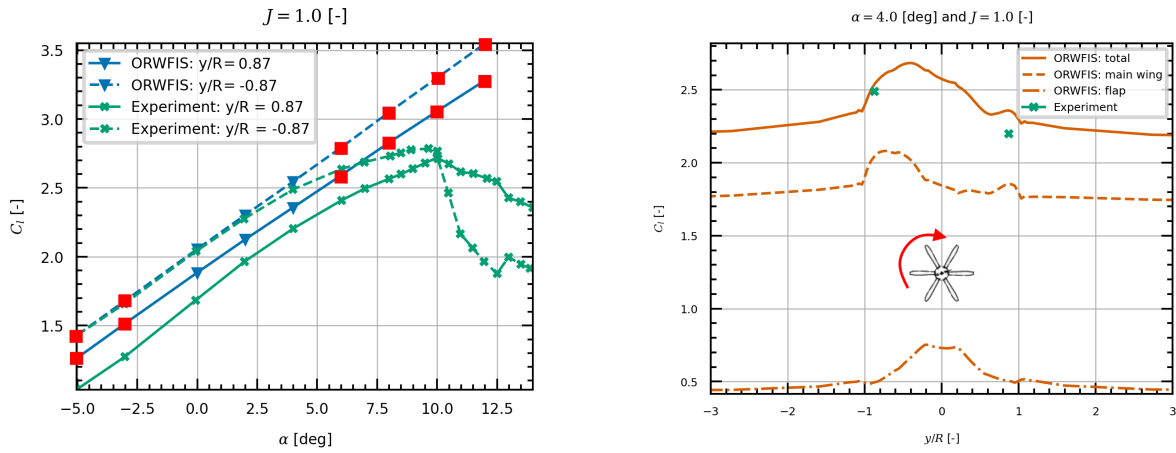 J = 1.0 [-]
ORWFIS: y/R = 0.87
ORWFIS: y/R = -0.87
Experiment: y/R = 0.87
Experiment: y/R = -0.87
3.5
3.0
2.5
2.0
1.5
C_l [-]
−5.0 −2.5 0.0 2.5 5.0 7.5 10.0 12.5
α [deg]
α = 4.0 [deg] and J = 1.0 [-]
ORWFIS: total
ORWFIS: main wing
ORWFIS: flap
Experiment
2.5
2.0
1.5
1.0
0.5
C_l [-]
−3 −2 −1 0 1 2 3
y/R [-]